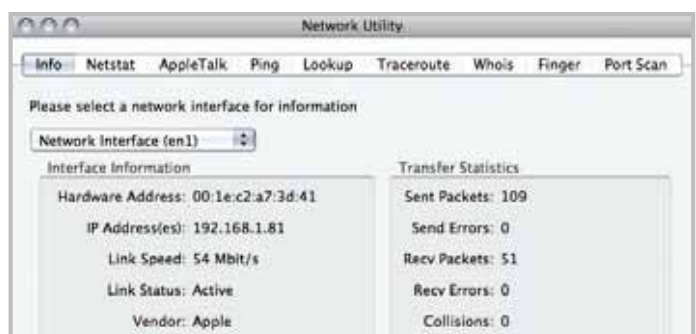 Network Utility
Info Netstat AppleTalk Ping Lookup Traceroute Whois Finger Port Scan
Please select a network interface for information
Network Interface (en1)
Interface Information
Hardware Address: 00:1e:c2:a7:3d:41
IP Address(es): 192.168.1.81
Link Speed: 54 Mbit/s
Link Status: Active
Vendor: Apple
Transfer Statistics
Sent Packets: 109
Send Errors: 0
Recv Packets: 51
Recv Errors: 0
Collisions: 0